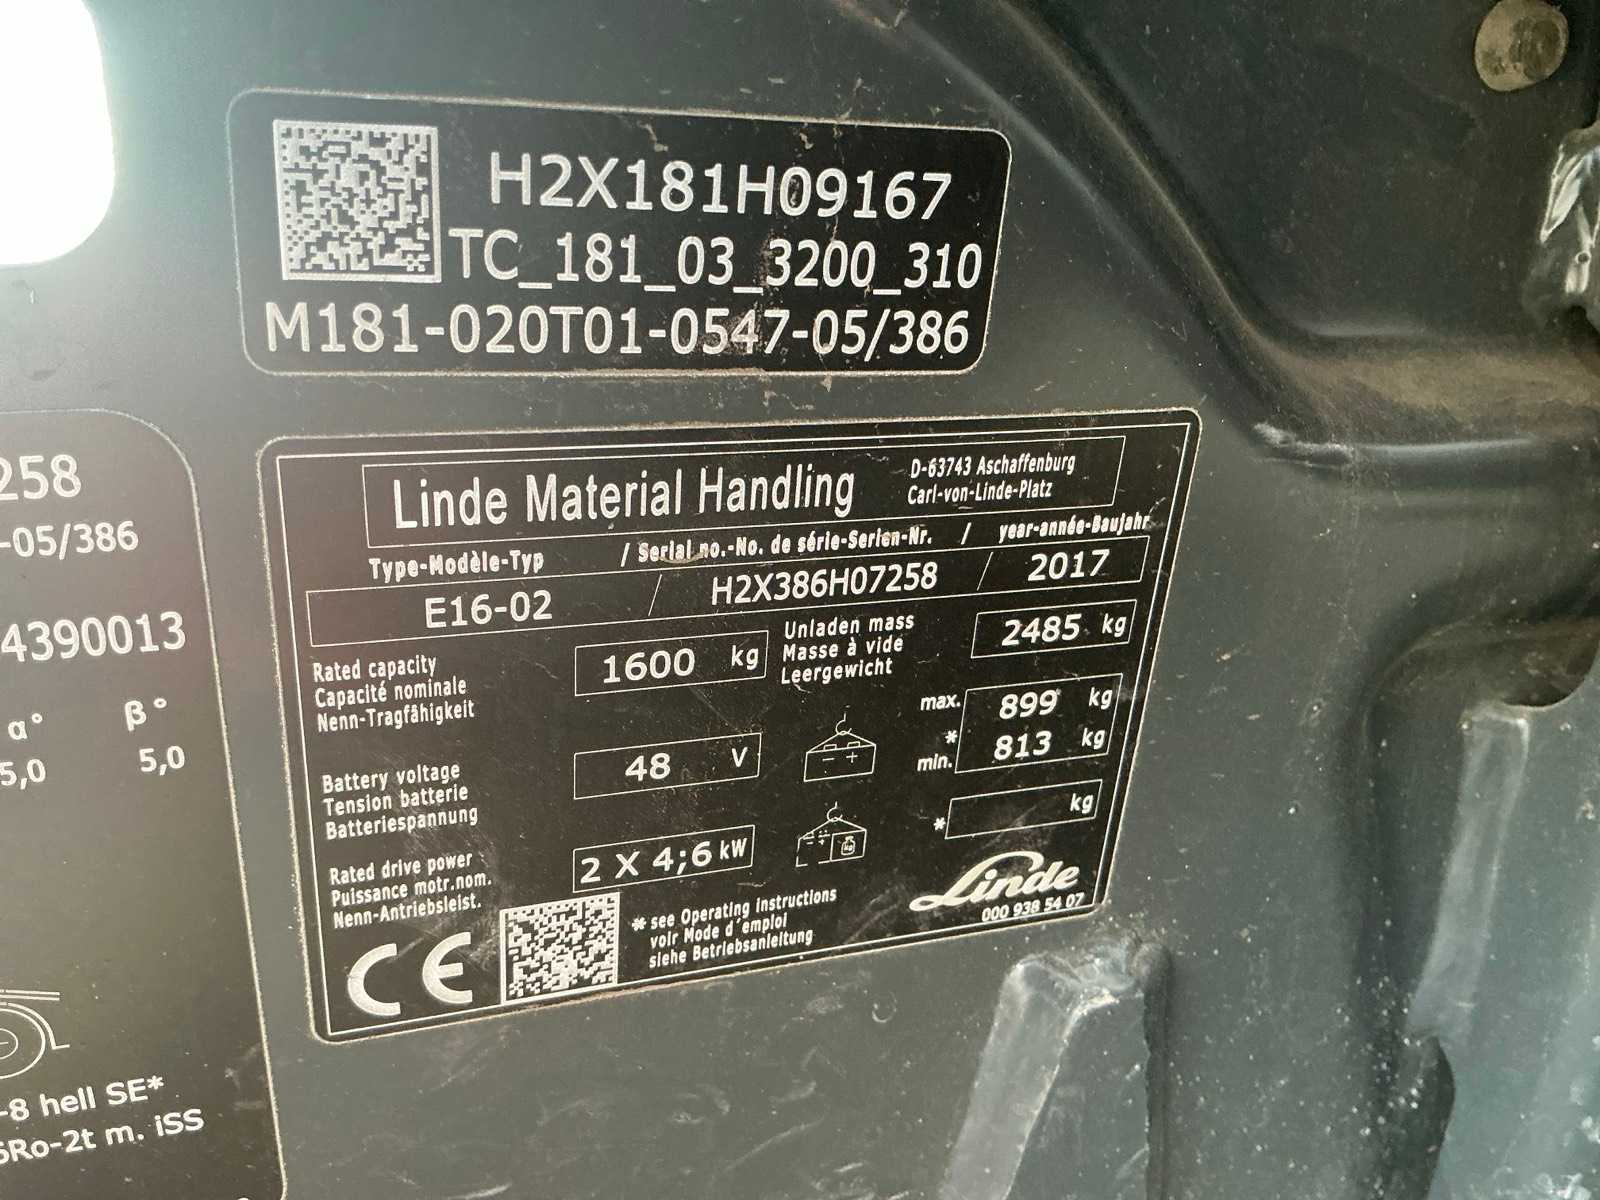 H2X181H09167
TC_181_03_3200_310
M181-020T01-0547-05/386
258
-05/386
4390013
α° β°
5,0 5,0
-8 hell SE*
Ro-2t m. iSS
Linde Material Handling
D-63743 Aschaffenburg
Carl-von-Linde-Platz
Type-Modèle-Typ / Serial no.-No. de série-Serien-Nr. / year-année-Baujahr
E16-02 / H2X386H07258 / 2017
Rated capacity
Capacité nominale
Nenn-Tragfähigkeit
1600 kg
Unladen mass
Masse à vide
Leergewicht
2485 kg
Battery voltage
Tension batterie
Batteriespannung
48 V
- +
max. 899 kg
*
min. 813 kg
Rated drive power
Puissance motr.nom.
Nenn-Antriebsleist.
2 X 4;6 kW
- +
kg
* kg
CE
* see Operating instructions
voir Mode d'emploi
siehe Betriebsanleitung
Linde
000 938 54 07